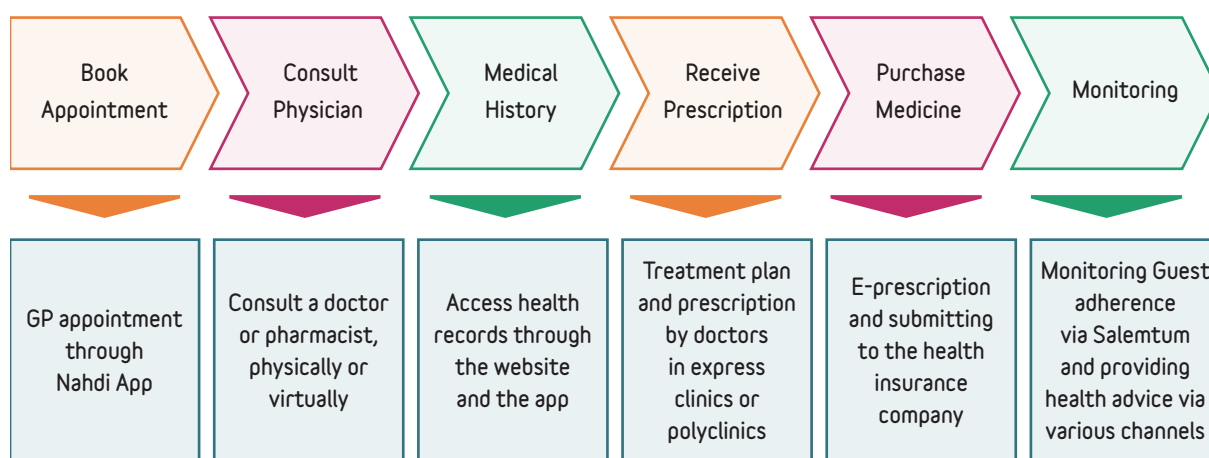 Book
Appointment
Consult
Physician
Medical
History
Receive
Prescription
Purchase
Medicine
Monitoring
GP appointment
through
Nahdi App
Consult a doctor
or pharmacist,
physically or
virtually
Access health
records through
the website
and the app
Treatment plan
and prescription
by doctors
in express
clinics or
polyclinics
E-prescription
and submitting
to the health
insurance
company
Monitoring Guest
adherence
via Salemtum
and providing
health advice via
various channels